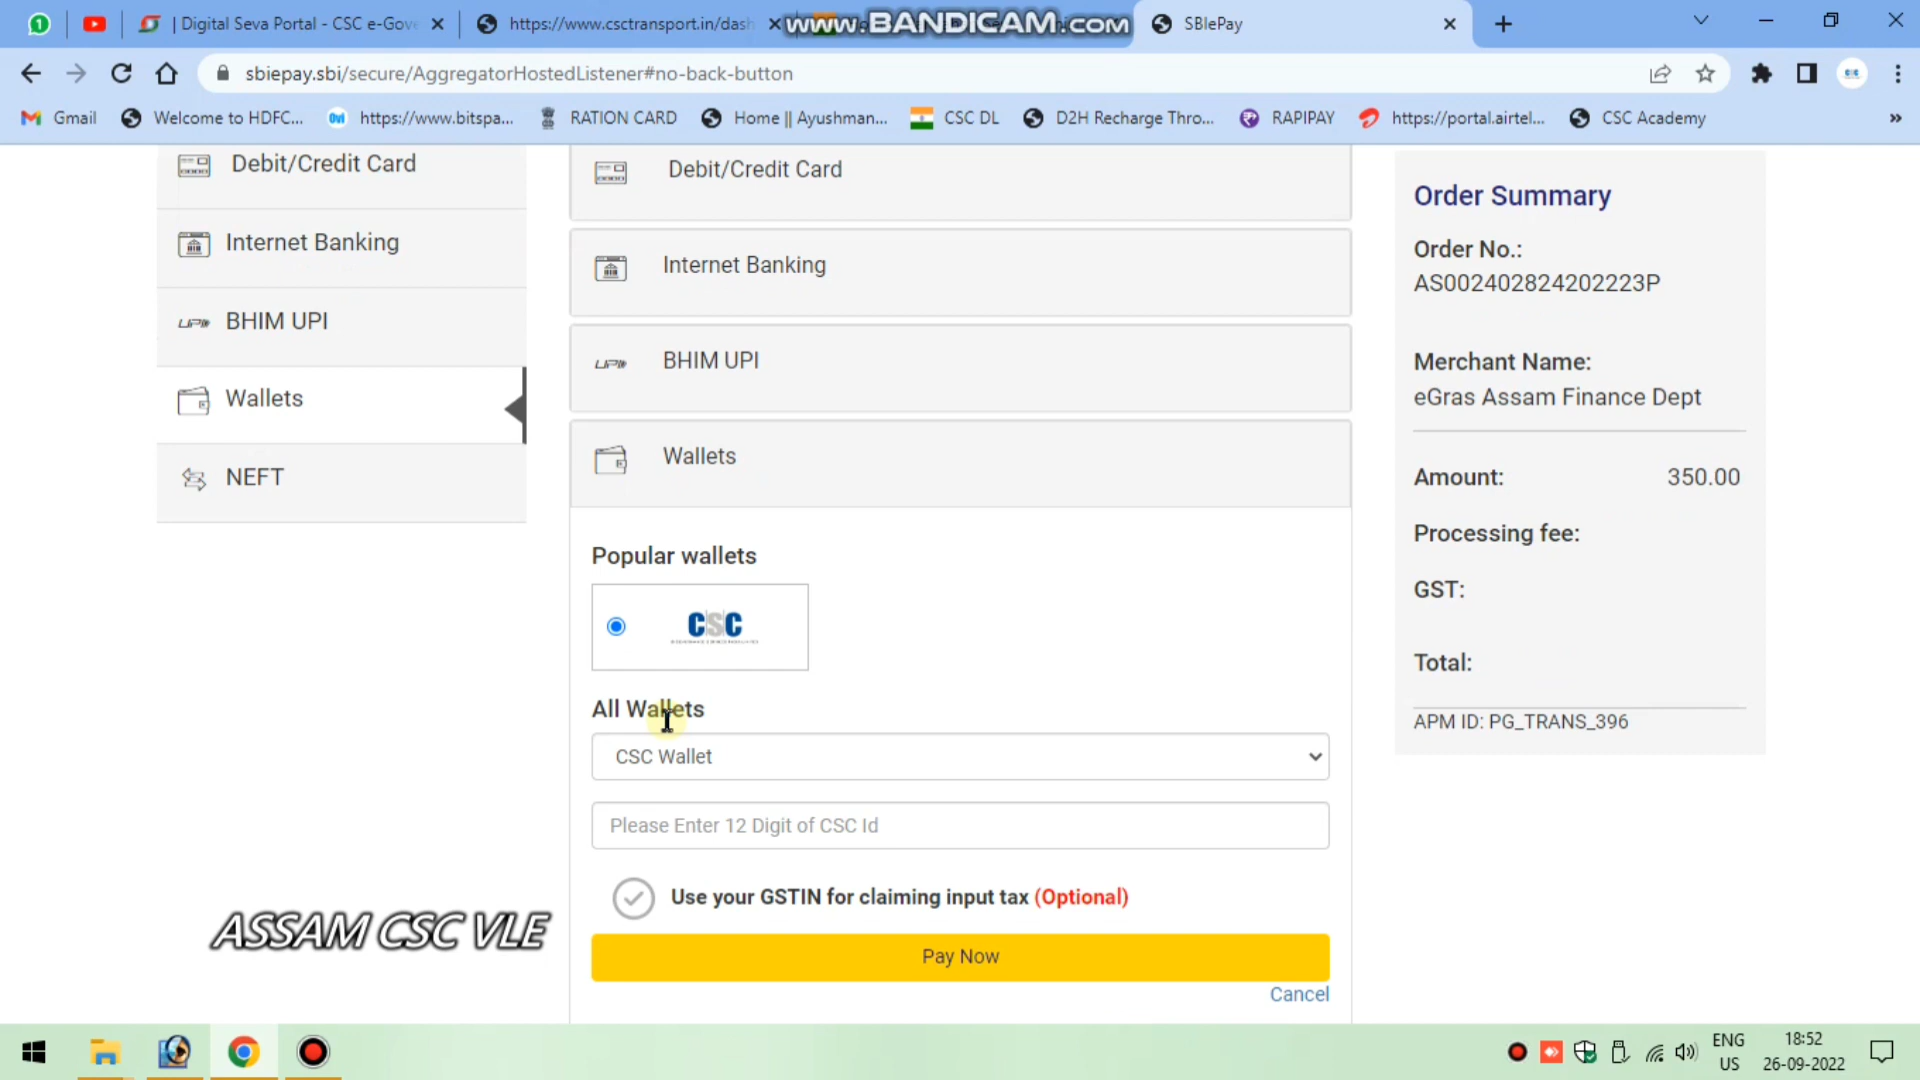 | Digital Seva Portal - CSC e-Gove
https://www.csctransport.in/dash
www.BANDICAM.com
SBIePay
sbiepay.sbi/secure/AggregatorHostedListener#no-back-button
Gmail
Welcome to HDFC...
https://www.bitspa...
RATION CARD
Home || Ayushman...
CSC DL
D2H Recharge Thro...
RAPIPAY
https://portal.airtel...
CSC Academy
»
Debit/Credit Card
Internet Banking
BHIM UPI
Wallets
NEFT
Debit/Credit Card
Internet Banking
BHIM UPI
Wallets
Popular wallets
CSC
All Wallets
CSC Wallet
Please Enter 12 Digit of CSC Id
Use your GSTIN for claiming input tax (Optional)
Pay Now
Cancel
Order Summary
Order No.:
AS002402824202223P
Merchant Name:
eGras Assam Finance Dept
Amount: 350.00
Processing fee:
GST:
Total:
APM ID: PG_TRANS_396
ASSAM CSC VLE
ENG
US
18:52
26-09-2022